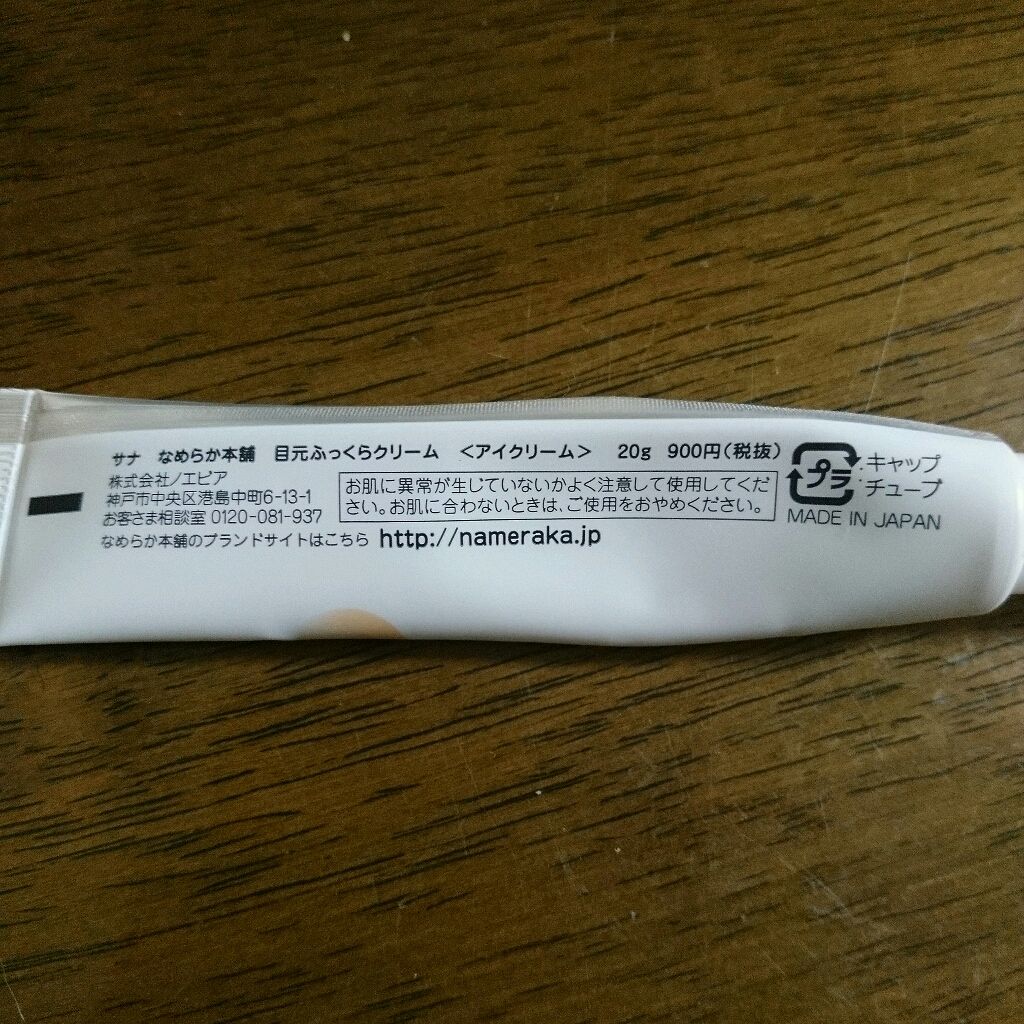 サナ なめらか本舗 目元ふっくらクリーム <アイクリーム> 20g 900円(税抜)
株式会社ノエビア
神戸市中央区港島中町6-13-1
お客さま相談室 0120-081-937
お肌に異常が生じていないかよく注意して使用してくだ
さい。お肌に合わないときは、ご使用をおやめください。
なめらか本舗のブランドサイトはこちら http://nameraka.jp
プラ
:キャップ
チューブ
MADE IN JAPAN